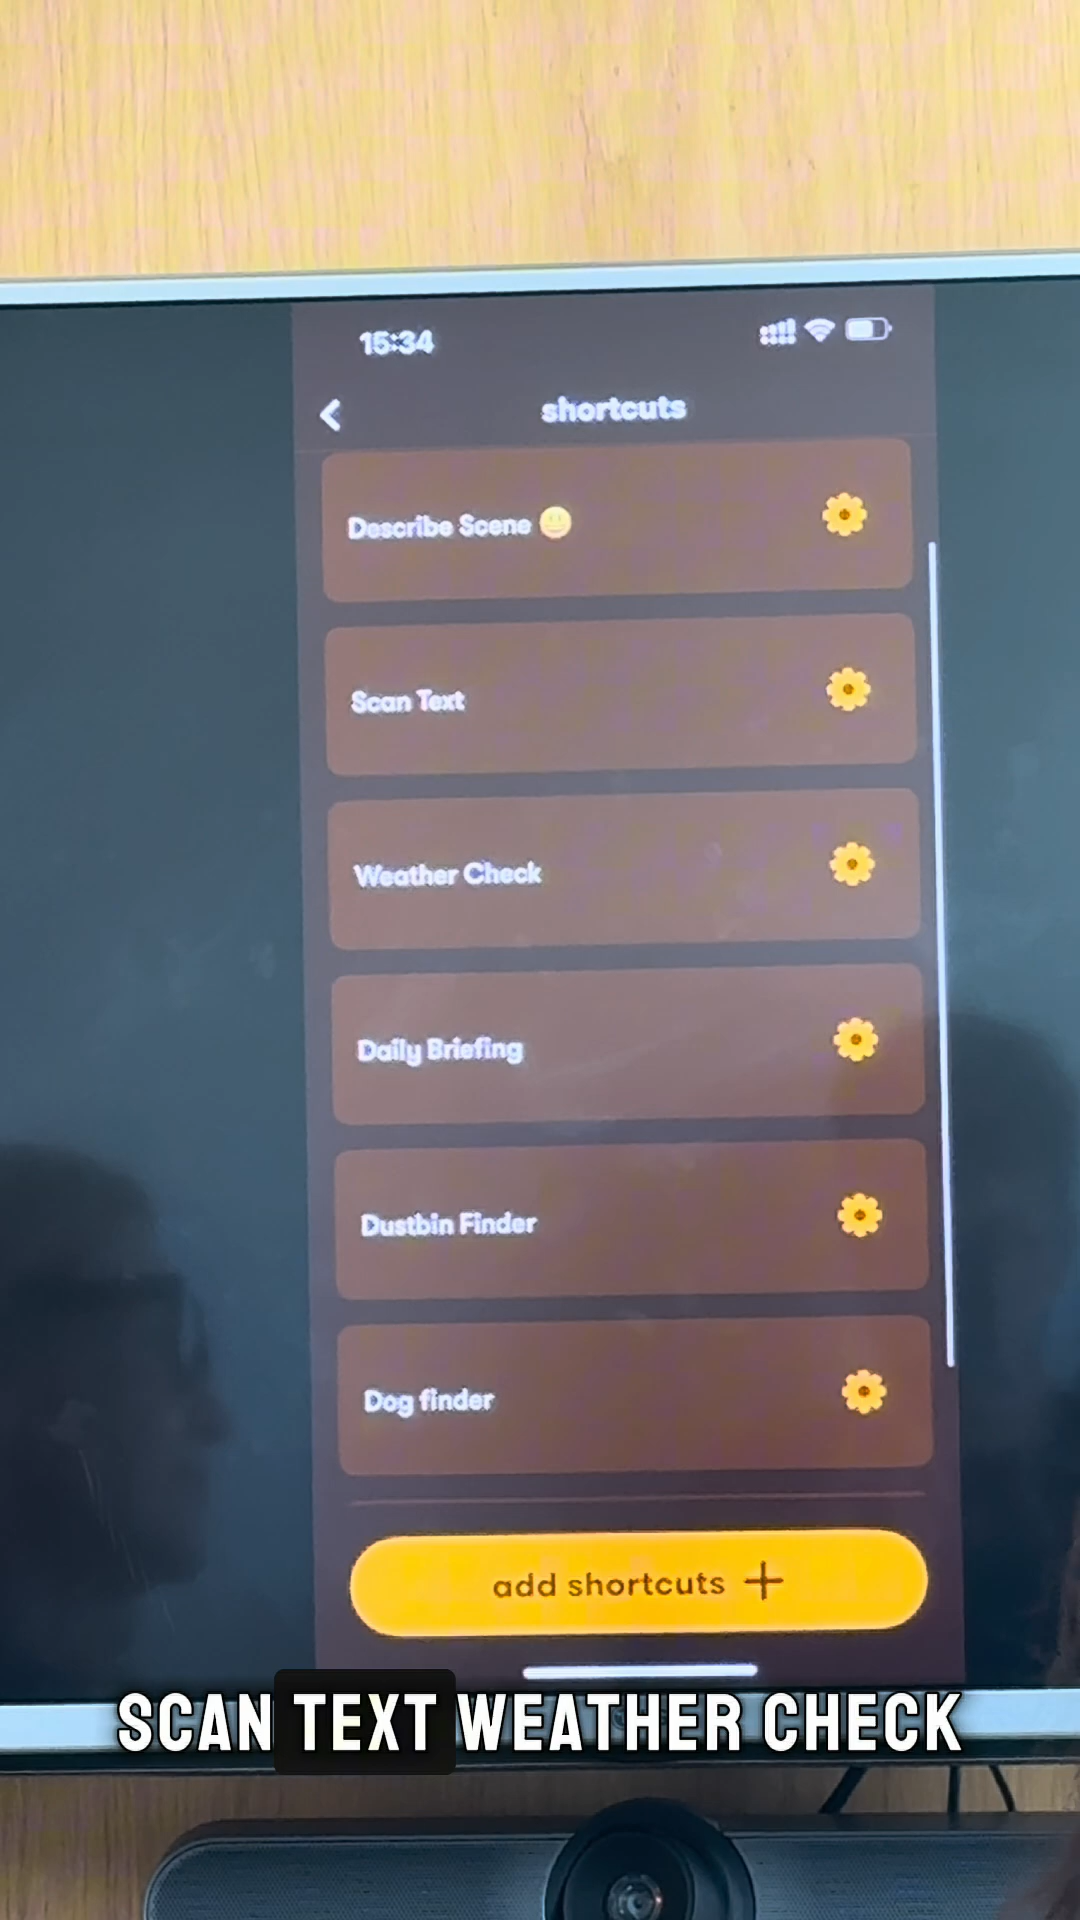 15:34
shortcuts
Describe Scene
Scan Text
Weather Check
Daily Briefing
Dustbin Finder
Dog finder
add shortcuts +
SCAN TEXT WEATHER CHECK